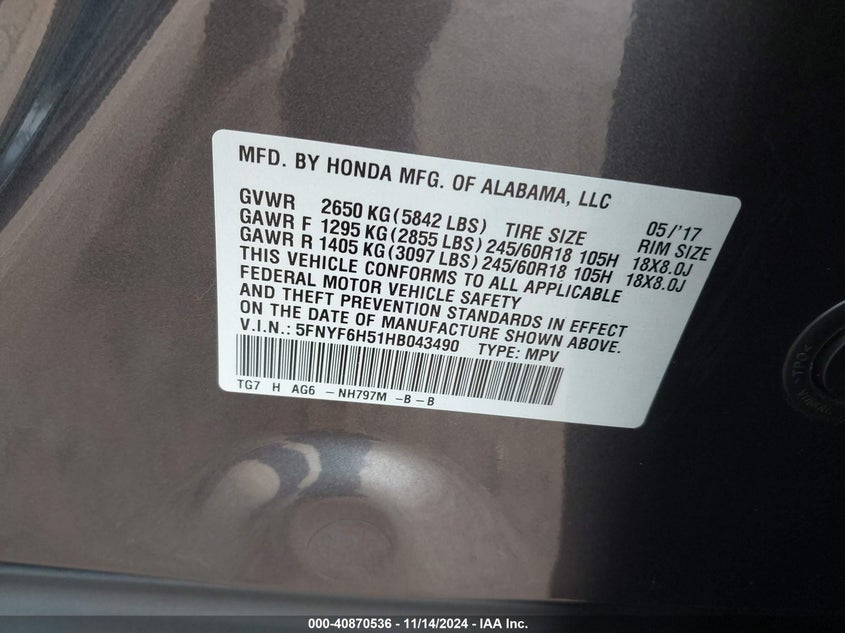 MFD. BY HONDA MFG. OF ALABAMA, LLC
05/'17
GVWR 2650 KG (5842 LBS) TIRE SIZE RIM SIZE
GAWR F 1295 KG (2855 LBS) 245/60R18 105H 18X8.0J
GAWR R 1405 KG (3097 LBS) 245/60R18 105H 18X8.0J
THIS VEHICLE CONFORMS TO ALL APPLICABLE
FEDERAL MOTOR VEHICLE SAFETY
AND THEFT PREVENTION STANDARDS IN EFFECT
ON THE DATE OF MANUFACTURE SHOWN ABOVE.
V.I.N.: 5FNYF6H51HB043490 TYPE: MPV
TG7 H AG6 -NH797M -B-B
>TPO<
000-40870536 - 11/14/2024 - IAA Inc.